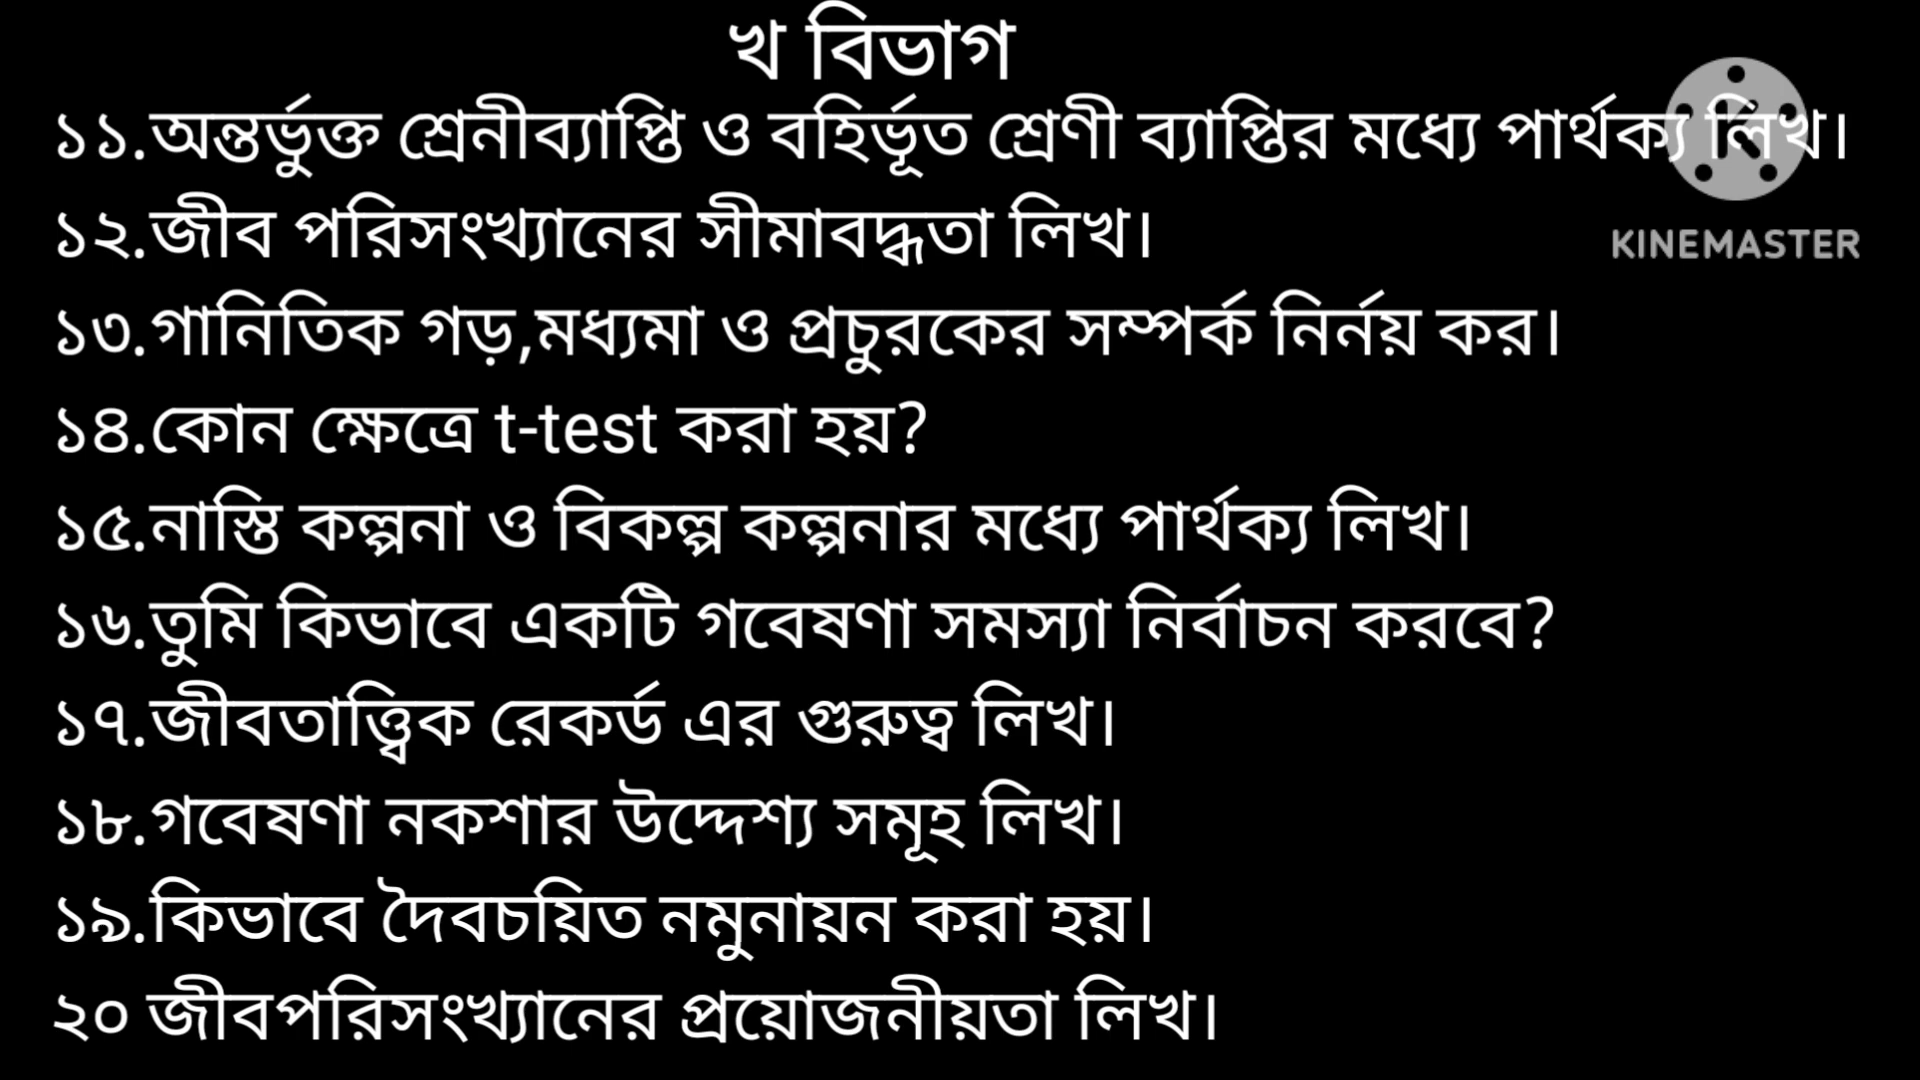 খ বিভাগ
১১.অন্তর্ভুক্ত শ্রেনীব্যাপ্তি ও বহির্ভূত শ্রেণী ব্যাপ্তির মধ্যে পার্থক্য লিখ।
১২.জীব পরিসংখ্যানের সীমাবদ্ধতা লিখ।
KINEMASTER
১৩.গানিতিক গড়,মধ্যমা ও প্রচুরকের সম্পর্ক নির্নয় কর।
১৪.কোন ক্ষেত্রে t-test করা হয়?
১৫.নাস্তি কল্পনা ও বিকল্প কল্পনার মধ্যে পার্থক্য লিখ।
১৬.তুমি কিভাবে একটি গবেষণা সমস্যা নির্বাচন করবে?
১৭.জীবতাত্ত্বিক রেকর্ড এর গুরুত্ব লিখ।
১৮.গবেষণা নকশার উদ্দেশ্য সমূহ লিখ।
১৯.কিভাবে দৈবচয়িত নমুনায়ন করা হয়।
২০ জীবপরিসংখ্যানের প্রয়োজনীয়তা লিখ।